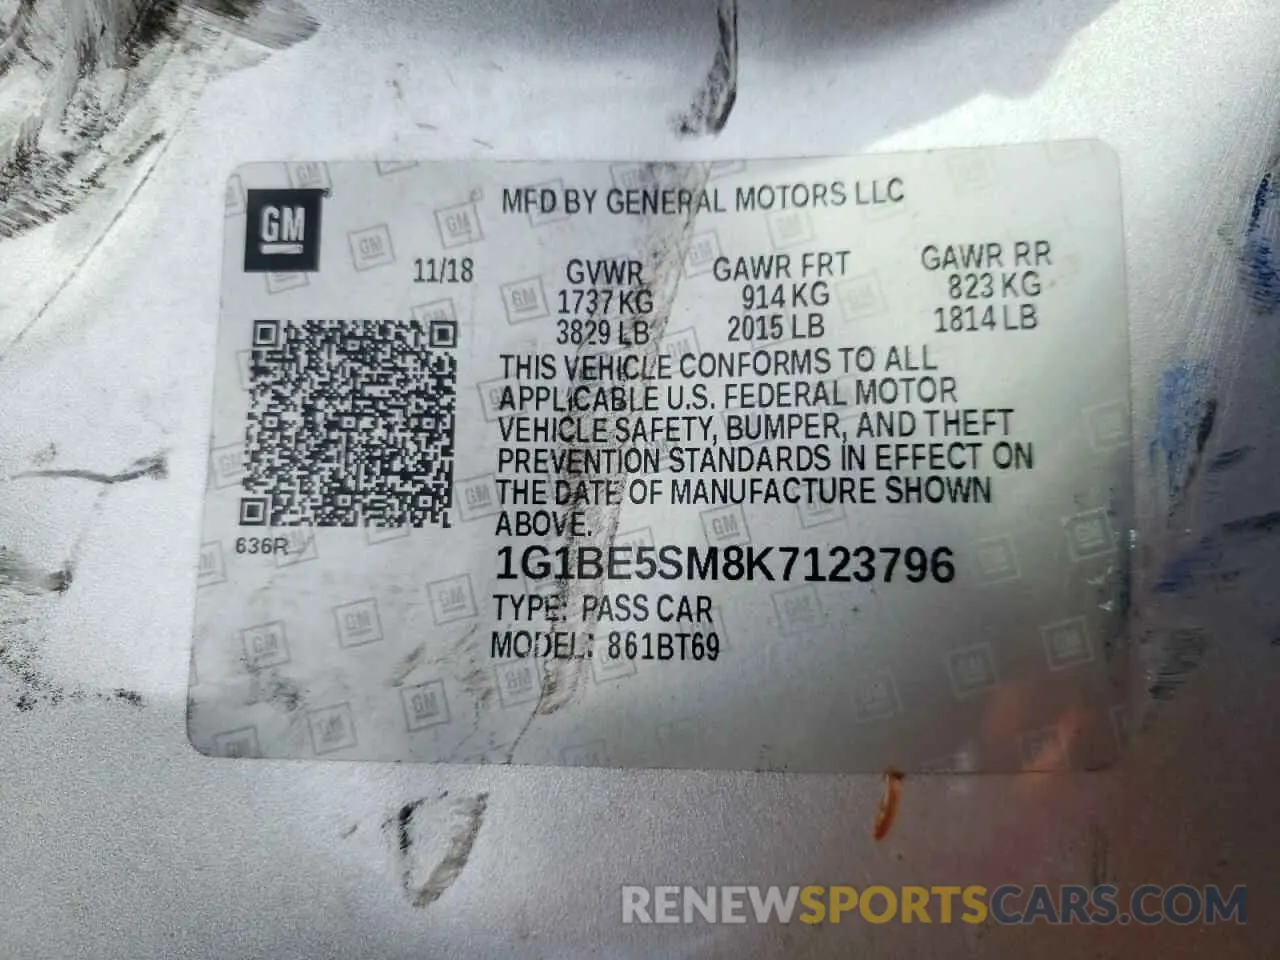 GM
MFD BY GENERAL MOTORS LLC
11/18
GVWR GAWR FRT GAWR RR
1737 KG 914 KG 823 KG
3829 LB 2015 LB 1814 LB
THIS VEHICLE CONFORMS TO ALL
APPLICABLE U.S. FEDERAL MOTOR
VEHICLE SAFETY, BUMPER, AND THEFT
PREVENTION STANDARDS IN EFFECT ON
THE DATE OF MANUFACTURE SHOWN
ABOVE.
636R
1G1BE5SM8K7123796
TYPE: PASS CAR
MODEL: 861BT69
RENEWSPORTSCARS.COM